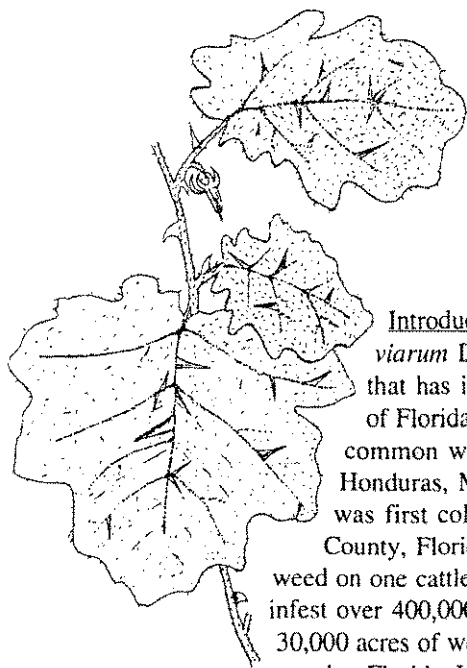 Introduc
viarum D
that has i
of Florida
common w
Honduras, M
was first col
County, Flori
weed on one cattle
infest over 400,000
30,000 acres of w